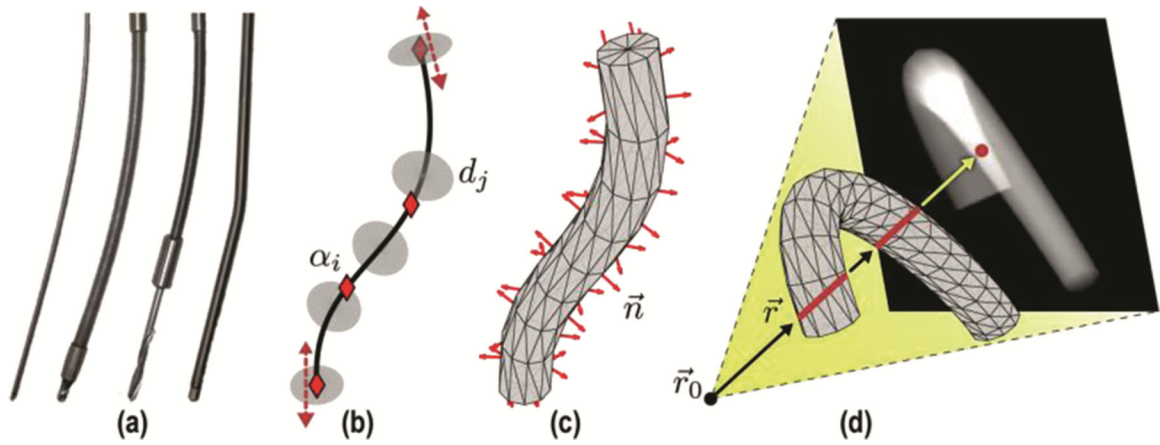 d_j
α_i
n⃗
r⃗
r⃗_0
(a) (b) (c) (d)